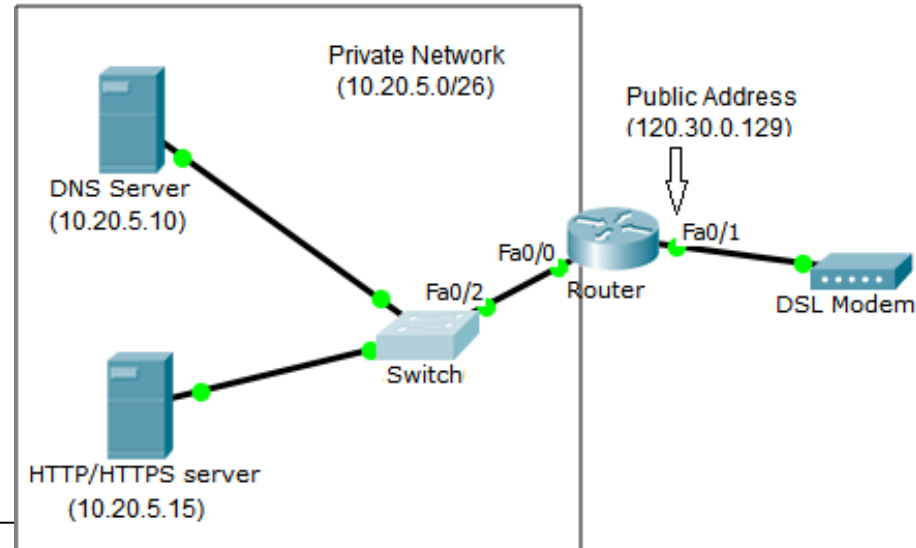 Private Network
(10.20.5.0/26)
Public Address
(120.30.0.129)
DNS Server
(10.20.5.10)
Fa0/1
Fa0/0
Router
Fa0/2
DSL Modem
Switch
HTTP/HTTPS server
(10.20.5.15)